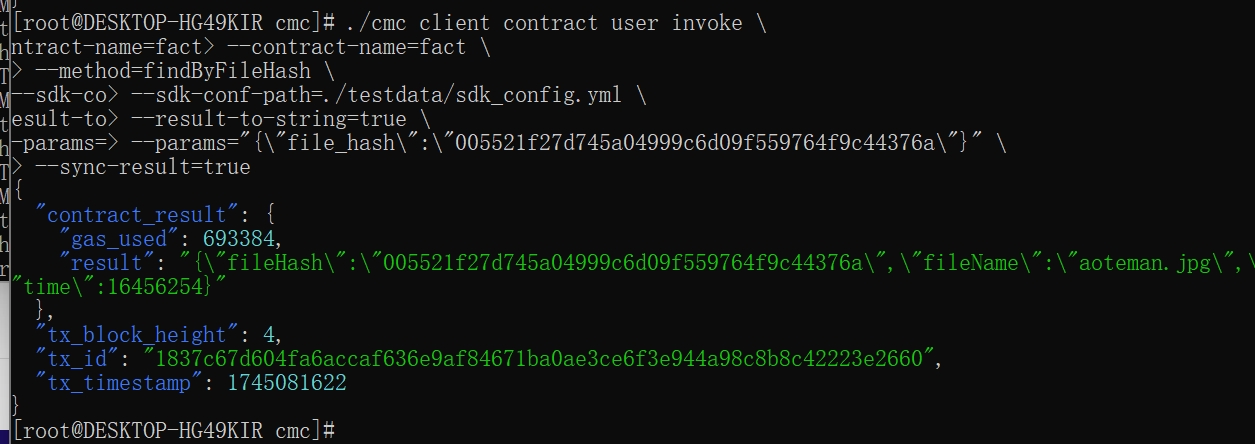 [root@DESKTOP-HG49KIR cmc]# ./cmc client contract user invoke \
ntract-name=fact> --contract-name=fact \
> --method=findByFileHash \
--sdk-co> --sdk-conf-path=./testdata/sdk_config.yml \
esult-to> --result-to-string=true \
-params=> --params="{\"file_hash\":\"005521f27d745a04999c6d09f559764f9c44376a\"}" \
> --sync-result=true
{
"contract_result": {
"gas_used": 693384,
"result": "{\"fileHash\":\"005521f27d745a04999c6d09f559764f9c44376a\",\"fileName\":\"aoteman.jpg\",\
"time\":16456254}"
},
"tx_block_height": 4,
"tx_id": "1837c67d604fa6accaf636e9af84671ba0ae3ce6f3e944a98c8b8c42223e2660",
"tx_timestamp": 1745081622
}
[root@DESKTOP-HG49KIR cmc]#